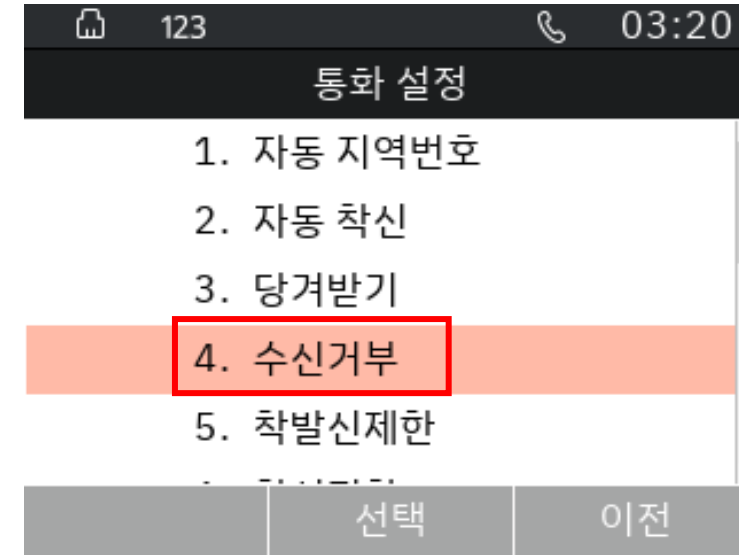 123 03:20
통화 설정
1. 자동 지역번호
2. 자동 착신
3. 당겨받기
4. 수신거부
5. 착발신제한
선택 이전